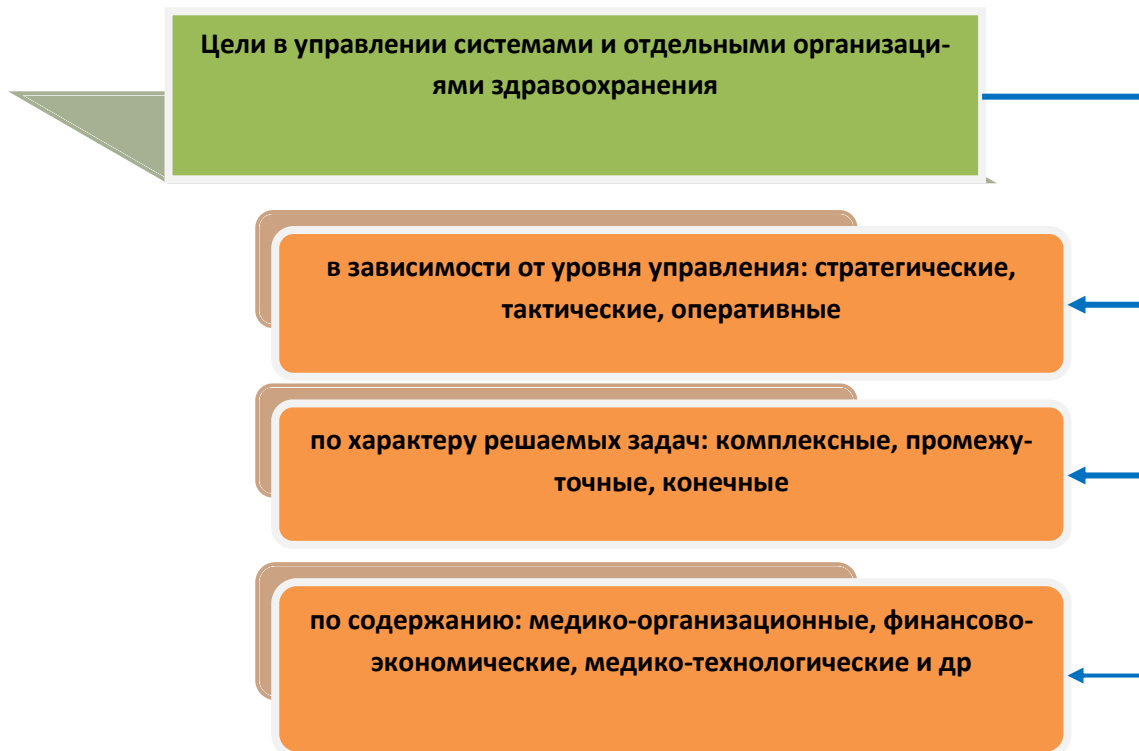 Цели в управлении системами и отдельными организаци-
ями здравоохранения
в зависимости от уровня управления: стратегические,
тактические, оперативные
по характеру решаемых задач: комплексные, промежу-
точные, конечные
по содержанию: медико-организационные, финансово-
экономические, медико-технологические и др